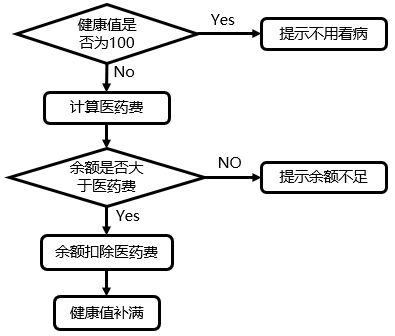 健康值是
否为100
Yes
提示不用看病
No
计算医药费
余额是否大
于医药费
NO
提示余额不足
Yes
余额扣除医药费
健康值补满